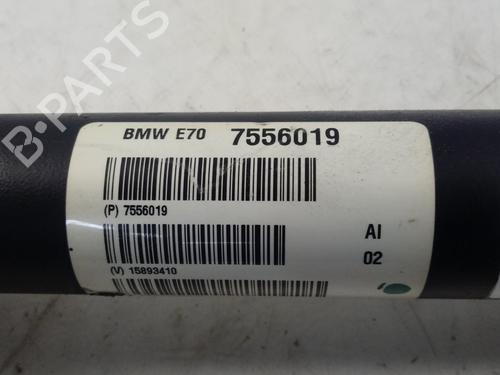 BMW E70 7556019
(P) 7556019
AI
02
(V) 15893410
B-PARTS